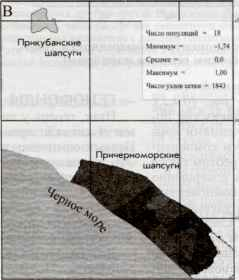 В
Прикубанские
шапсуги
Число популяций = 18
Минимум = -1,74
Среднее = 0,0
Максимум = 1,00
Число узлов сетки = 1843
Причерноморские
шапсуги
Черное море